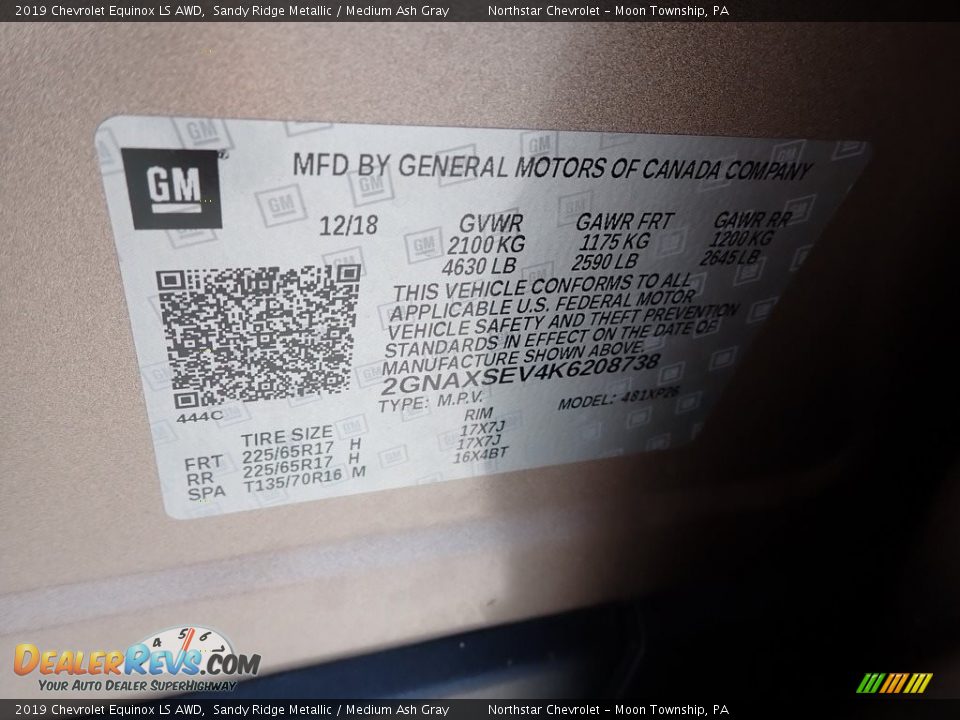 2019 Chevrolet Equinox LS AWD, Sandy Ridge Metallic / Medium Ash Gray Northstar Chevrolet - Moon Township, PA
GM
MFD BY GENERAL MOTORS OF CANADA COMPANY
12/18 GVWR GAWR FRT GAWR RR
2100 KG 1175 KG 1200 KG
4630 LB 2590 LB 2645 LB
THIS VEHICLE CONFORMS TO ALL
APPLICABLE U.S. FEDERAL MOTOR
VEHICLE SAFETY AND THEFT PREVENTION
STANDARDS IN EFFECT ON THE DATE OF
MANUFACTURE SHOWN ABOVE.
2GNAXSEV4K6208738
444C
TYPE: M.P.V. MODEL: 481XP26
TIRE SIZE RIM
FRT 225/65R17 H 17X7J
RR 225/65R17 H 17X7J
SPA T135/70R16 M 16X4BT
4 5 6
DEALERREVS.COM
YOUR AUTO DEALER SUPERHIGHWAY
2019 Chevrolet Equinox LS AWD, Sandy Ridge Metallic / Medium Ash Gray Northstar Chevrolet - Moon Township, PA